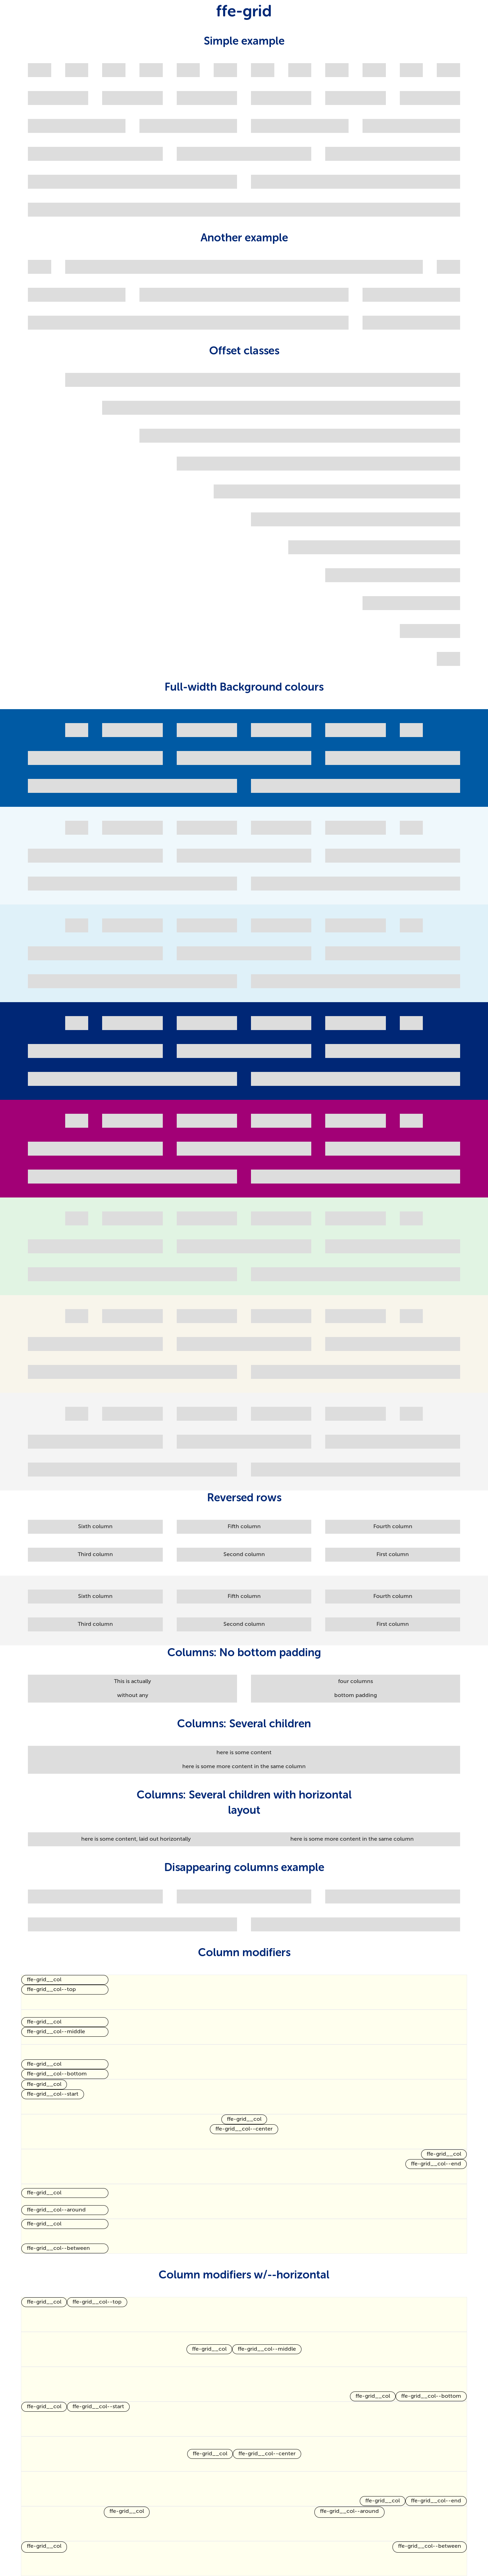 ffe-grid
Simple example
Another example
Offset classes
Full-width Background colours
Reversed rows
Sixth column Fifth column Fourth column
Third column Second column First column
Sixth column Fifth column Fourth column
Third column Second column First column
Columns: No bottom padding
This is actually four columns
without any bottom padding
Columns: Several children
here is some content
here is some more content in the same column
Columns: Several children with horizontal
layout
here is some content, laid out horizontally here is some more content in the same column
Disappearing columns example
Column modifiers
ffe-grid__col
ffe-grid__col--top
ffe-grid__col
ffe-grid__col--middle
ffe-grid__col
ffe-grid__col--bottom
ffe-grid__col
ffe-grid__col--start
ffe-grid__col
ffe-grid__col--center
ffe-grid__col
ffe-grid__col--end
ffe-grid__col
ffe-grid__col--around
ffe-grid__col
ffe-grid__col--between
Column modifiers w/--horizontal
ffe-grid__col ffe-grid__col--top
ffe-grid__col ffe-grid__col--middle
ffe-grid__col ffe-grid__col--bottom
ffe-grid__col ffe-grid__col--start
ffe-grid__col ffe-grid__col--center
ffe-grid__col ffe-grid__col--end
ffe-grid__col ffe-grid__col--around
ffe-grid__col ffe-grid__col--between